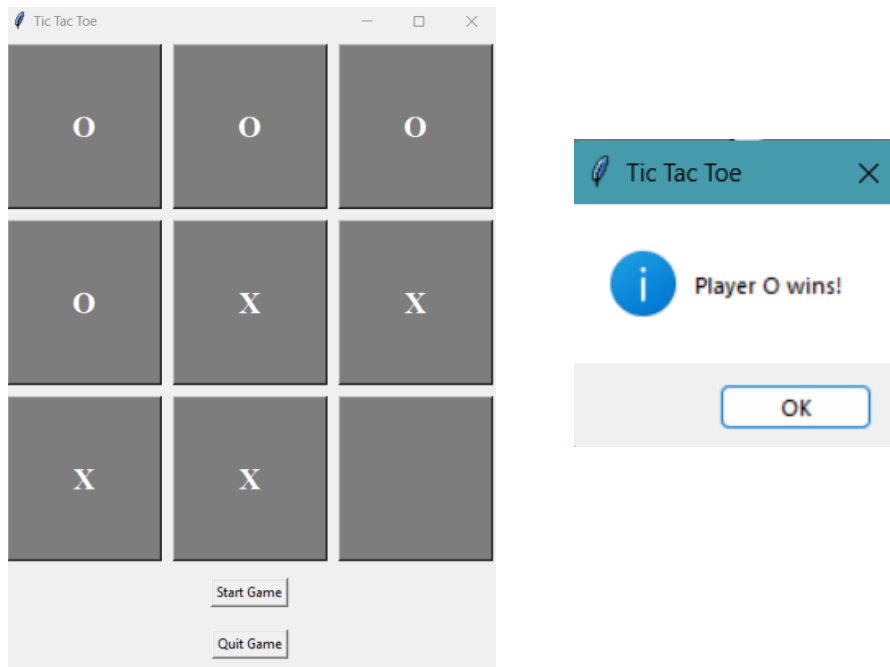 Tic Tac Toe
O O O
O X X
X X
Start Game
Quit Game
Tic Tac Toe
Player O wins!
OK